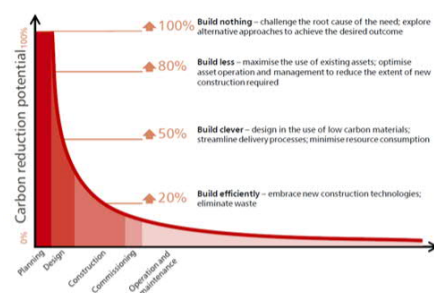 100%
Carbon reduction potential
0%
100% Build nothing – challenge the root cause of the need; explore
alternative approaches to achieve the desired outcome
80% Build less – maximise the use of existing assets; optimise
asset operation and management to reduce the extent of new
construction required
50% Build clever – design in the use of low carbon materials;
streamline delivery processes; minimise resource consumption
20% Build efficiently – embrace new construction technologies;
eliminate waste
Planning
Design
Construction
Commissioning
Operation and
maintenance